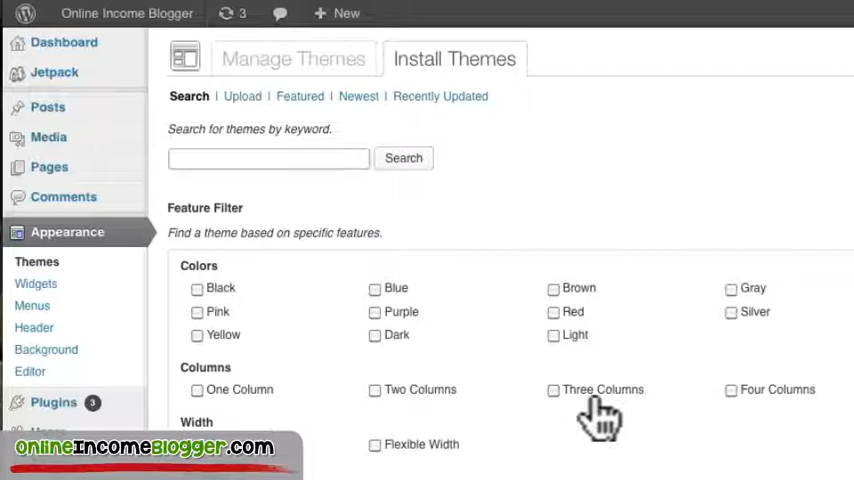 Online Income Blogger 3 + New
Dashboard
Jetpack
Posts
Media
Pages
Comments
Appearance
Themes
Widgets
Menus
Header
Background
Editor
Plugins 3
Manage Themes Install Themes
Search | Upload | Featured | Newest | Recently Updated
Search for themes by keyword.
Search
Feature Filter
Find a theme based on specific features.
Colors
Black Blue Brown Gray
Pink Purple Red Silver
Yellow Dark Light
Columns
One Column Two Columns Three Columns Four Columns
Width
Flexible Width
onlineIncomeBlogger.com